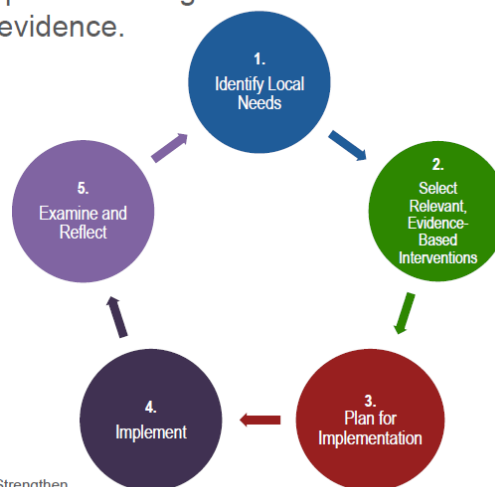 evidence.
1.
Identify Local
Needs
2.
Select
Relevant,
Evidence-
Based
Interventions
3.
Plan for
Implementation
4.
Implement
5.
Examine and
Reflect
Strengthen